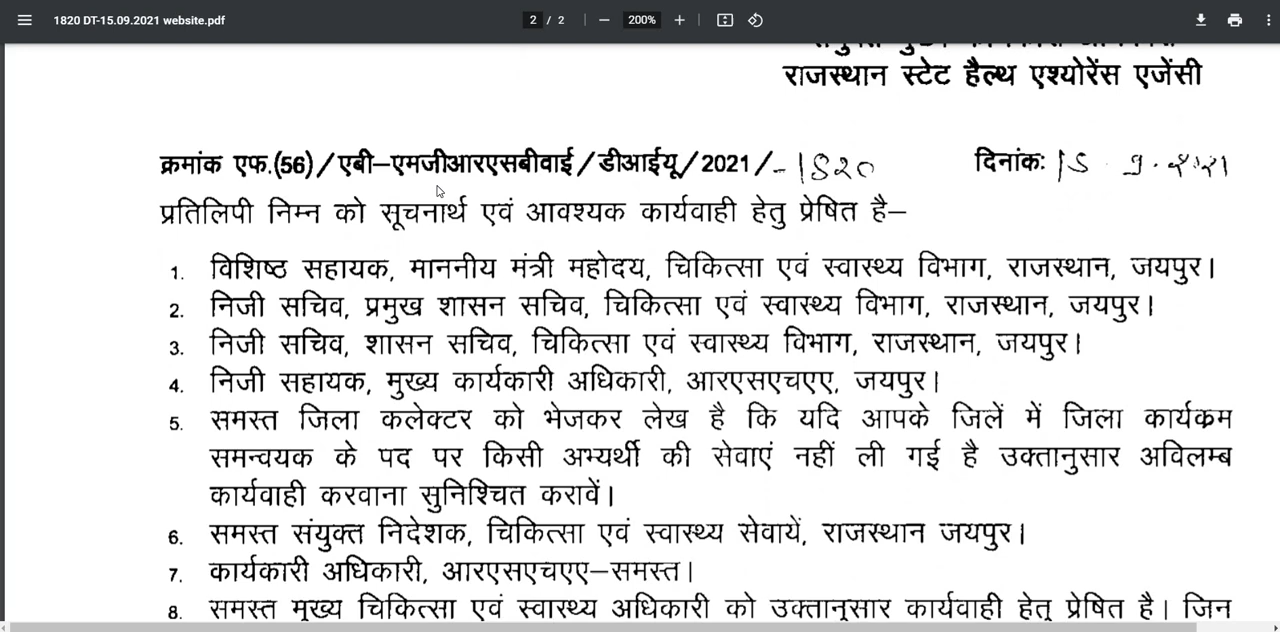 1820 DT-15.09.2021 website.pdf 2 / 2 200%
राजस्थान स्टेट हैल्थ एश्योरेंस एजेंसी
क्रमांक एफ.(56)/एबी–एमजीआरएसबीवाई/डीआईयू/2021/-1820 दिनांकः 15.9.२०२१
प्रतिलिपी निम्न को सूचनार्थ एवं आवश्यक कार्यवाही हेतु प्रेषित है–
1. विशिष्ठ सहायक, माननीय मंत्री महोदय, चिकित्सा एवं स्वास्थ्य विभाग, राजस्थान, जयपुर।
2. निजी सचिव, प्रमुख शासन सचिव, चिकित्सा एवं स्वास्थ्य विभाग, राजस्थान, जयपुर।
3. निजी सचिव, शासन सचिव, चिकित्सा एवं स्वास्थ्य विभाग, राजस्थान, जयपुर।
4. निजी सहायक, मुख्य कार्यकारी अधिकारी, आरएसएचएए, जयपुर।
5. समस्त जिला कलेक्टर को भेजकर लेख है कि यदि आपके जिलें में जिला कार्यकम
समन्वयक के पद पर किसी अभ्यर्थी की सेवाएं नहीं ली गई है उक्तानुसार अविलम्ब
कार्यवाही करवाना सुनिश्चित करावें।
6. समस्त संयुक्त निदेशक, चिकित्सा एवं स्वास्थ्य सेवायें, राजस्थान जयपुर।
7. कार्यकारी अधिकारी, आरएसएचएए–समस्त।
8. समस्त मुख्य चिकित्सा एवं स्वास्थ्य अधिकारी को उक्तानुसार कार्यवाही हेतु प्रेषित है। जिन